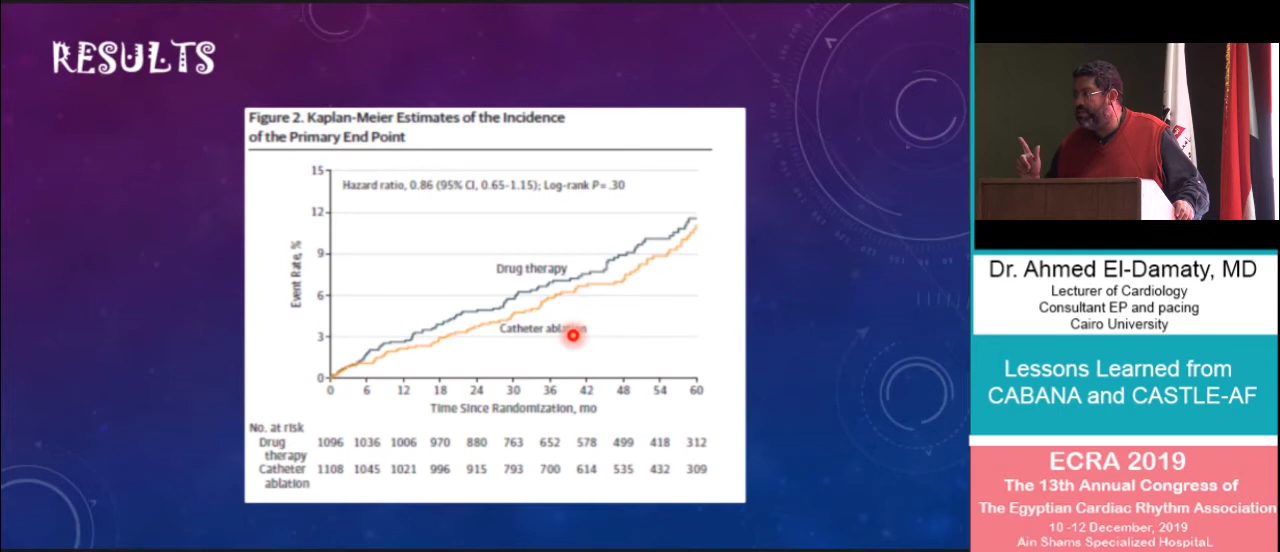 RESULTS
Figure 2. Kaplan-Meier Estimates of the Incidence
of the Primary End Point
15
Hazard ratio, 0.86 (95% CI, 0.65-1.15); Log-rank P = .30
12
9
6
3
0
Event Rate, %
Drug therapy
Catheter ablation
0 6 12 18 24 30 36 42 48 54 60
Time Since Randomization, mo
No. at risk
Drug 1096 1036 1006 970 880 763 652 578 499 418 312
therapy
Catheter 1108 1045 1021 996 915 793 700 614 535 432 309
ablation
Dr. Ahmed El-Damaty, MD
Lecturer of Cardiology
Consultant EP and pacing
Cairo University
Lessons Learned from
CABANA and CASTLE-AF
ECRA 2019
The 13th Annual Congress of
The Egyptian Cardiac Rhythm Association
10 -12 December, 2019
Ain Shams Specialized HospitaL